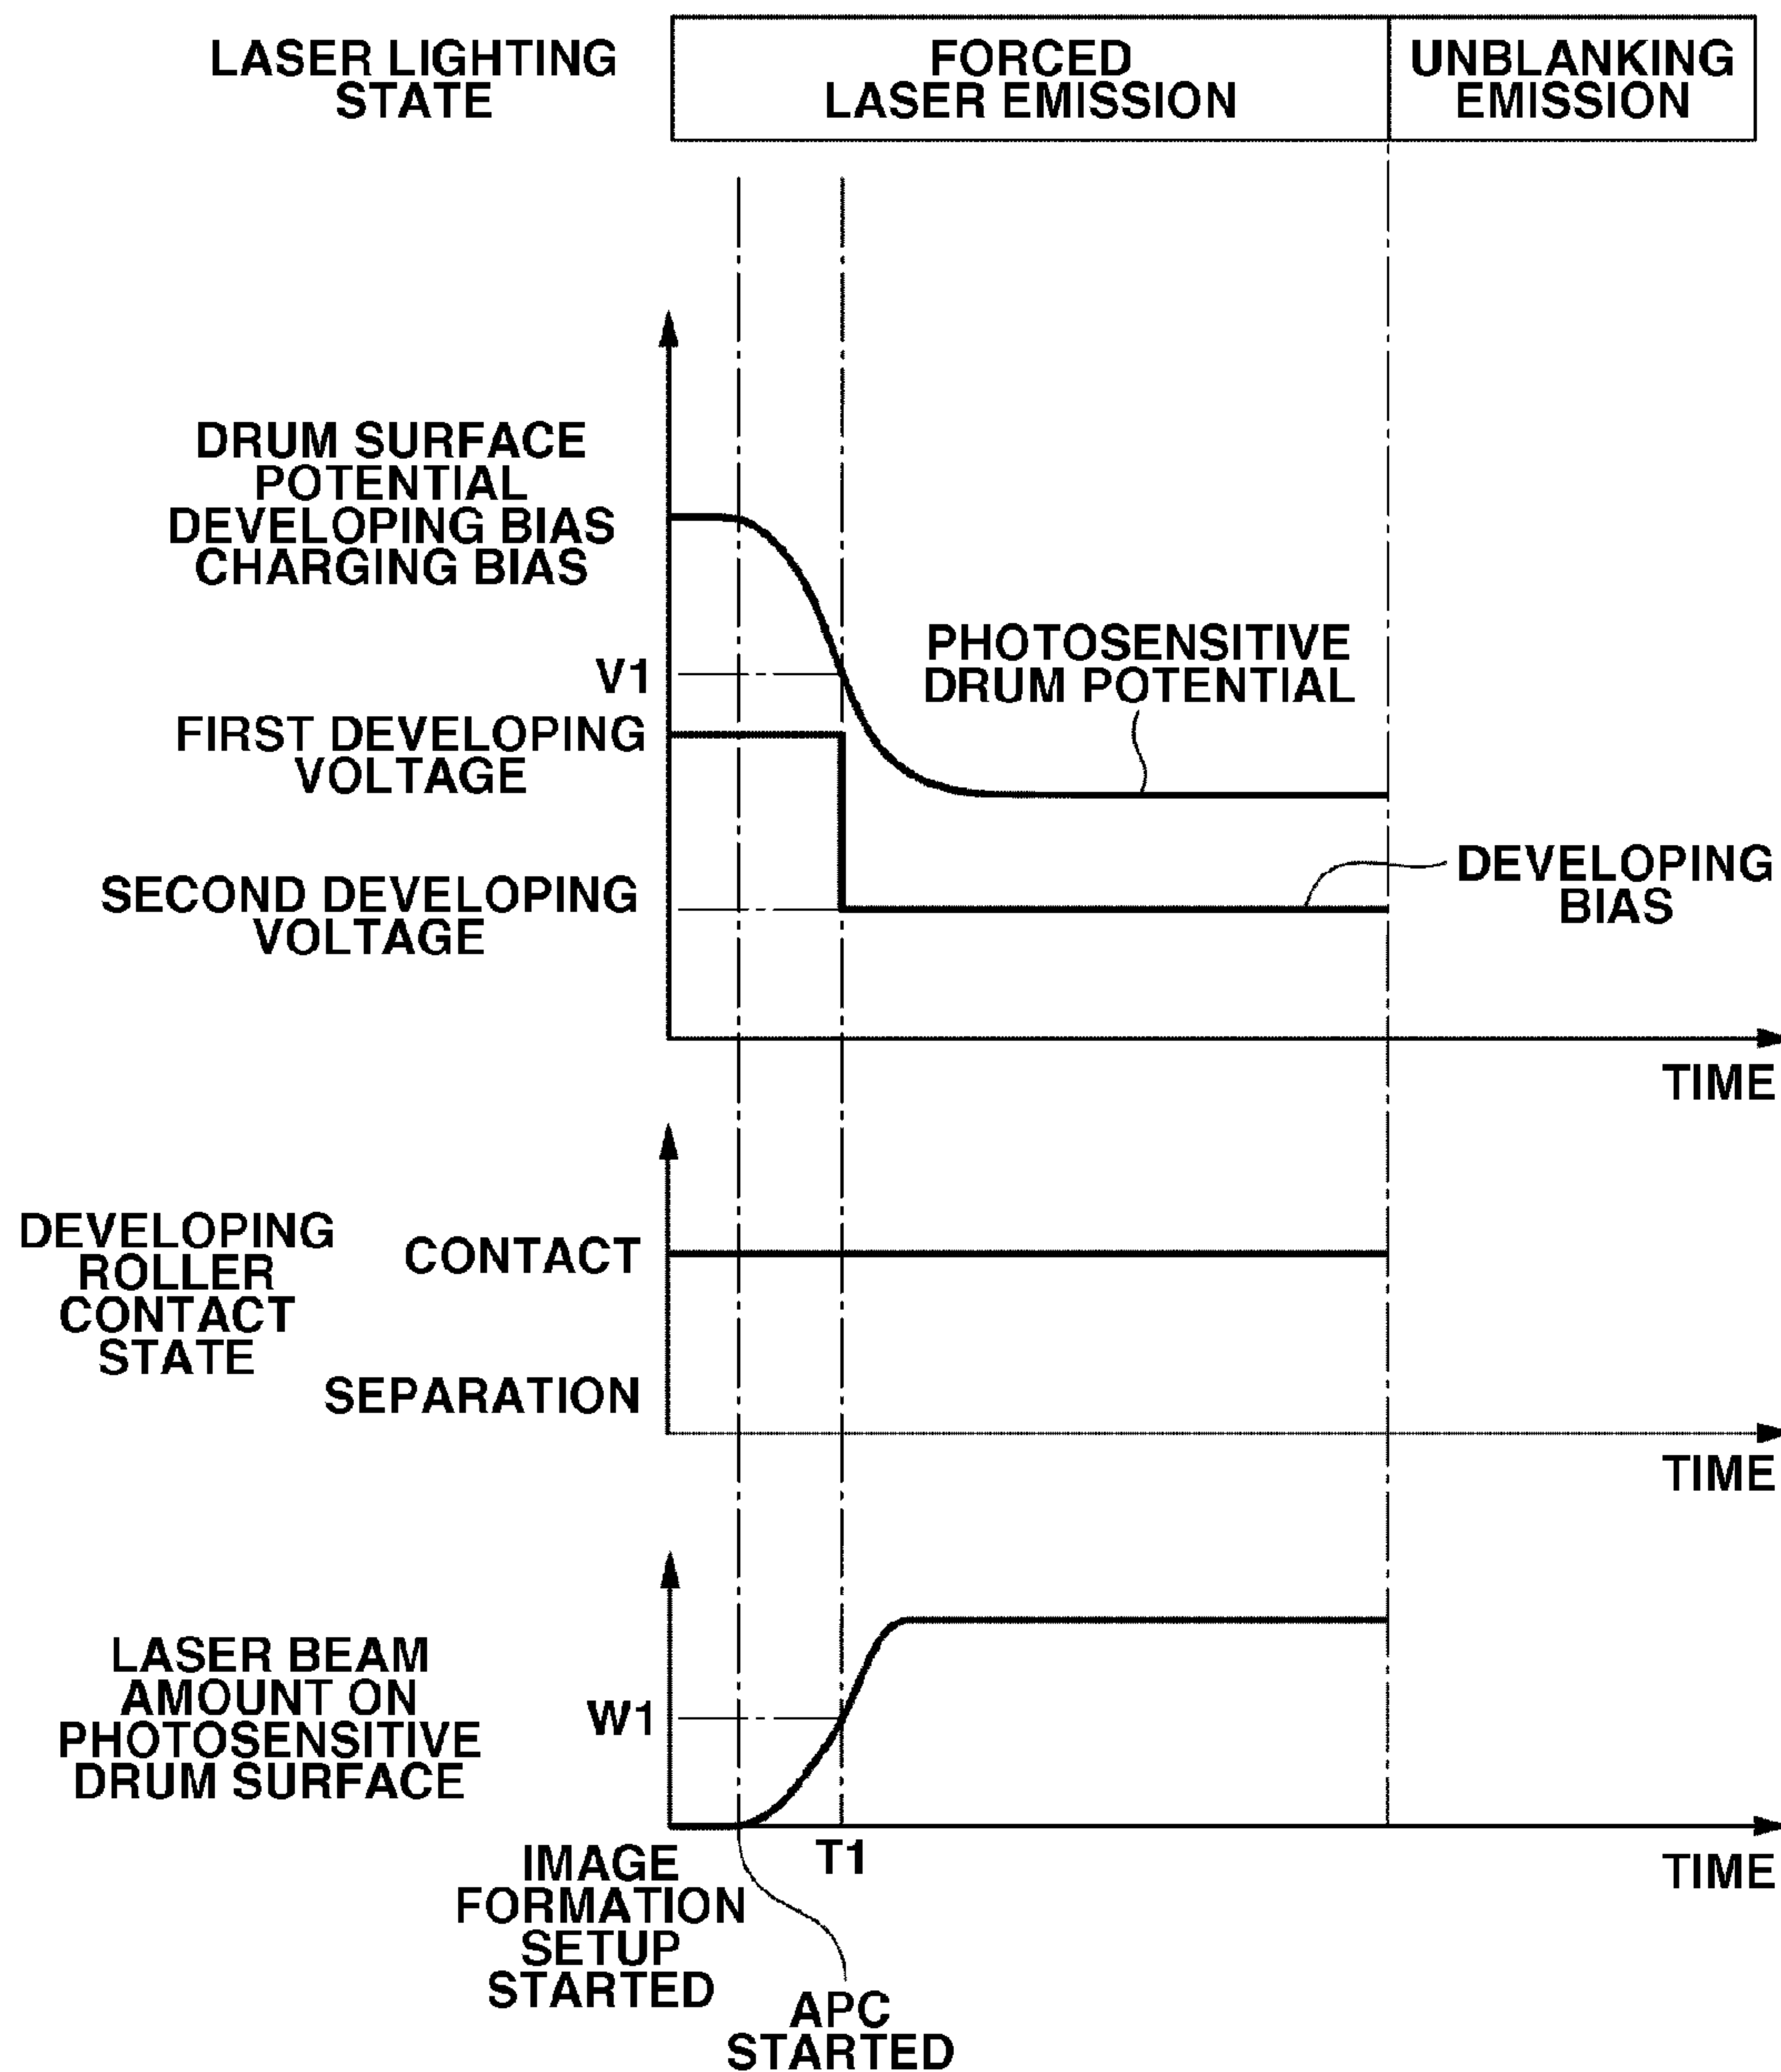 LASER LIGHTING
STATE
FORCED
LASER EMISSION
UNBLANKING
EMISSION
DRUM SURFACE
POTENTIAL
DEVELOPING BIAS
CHARGING BIAS
V1
PHOTOSENSITIVE
DRUM POTENTIAL
FIRST DEVELOPING
VOLTAGE
SECOND DEVELOPING
VOLTAGE
DEVELOPING
BIAS
TIME
DEVELOPING
ROLLER
CONTACT
STATE
CONTACT
SEPARATION
TIME
LASER BEAM
AMOUNT ON
PHOTOSENSITIVE
DRUM SURFACE
W1
T1
TIME
IMAGE
FORMATION
SETUP
STARTED
APC
STARTED